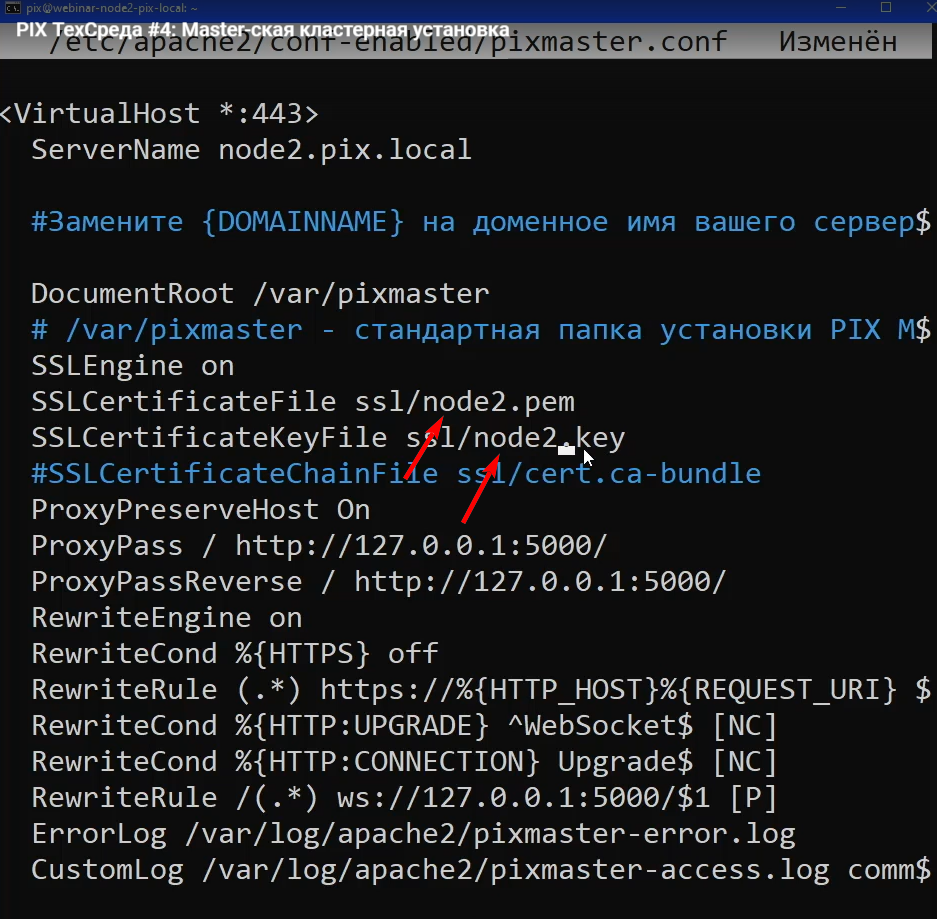 pix@webinar-node2-pix-local: ~
PIX ТехСреда #4: Master-ская кластерная установка
/etc/apache2/conf-enabled/pixmaster.conf Изменён
<VirtualHost *:443>
ServerName node2.pix.local
#Замените {DOMAINNAME} на доменное имя вашего сервер$
DocumentRoot /var/pixmaster
# /var/pixmaster - стандартная папка установки PIX M$
SSLEngine on
SSLCertificateFile ssl/node2.pem
SSLCertificateKeyFile ssl/node2.key
#SSLCertificateChainFile ssl/cert.ca-bundle
ProxyPreserveHost On
ProxyPass / http://127.0.0.1:5000/
ProxyPassReverse / http://127.0.0.1:5000/
RewriteEngine on
RewriteCond %{HTTPS} off
RewriteRule (.*) https://%{HTTP_HOST}%{REQUEST_URI} $
RewriteCond %{HTTP:UPGRADE} ^WebSocket$ [NC]
RewriteCond %{HTTP:CONNECTION} Upgrade$ [NC]
RewriteRule /(.*) ws://127.0.0.1:5000/$1 [P]
ErrorLog /var/log/apache2/pixmaster-error.log
CustomLog /var/log/apache2/pixmaster-access.log comm$